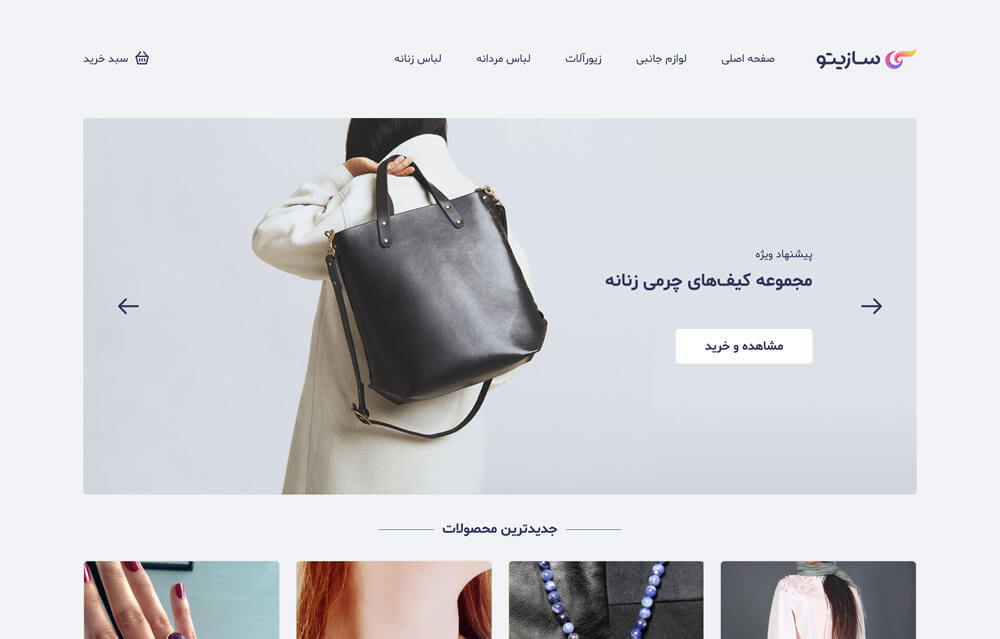 سازیتو
صفحه اصلی
لوازم جانبی
زیورآلات
لباس مردانه
لباس زنانه
سبد خرید
پیشنهاد ویژه
مجموعه کیف‌های چرمی زنانه
مشاهده و خرید
جدیدترین محصولات